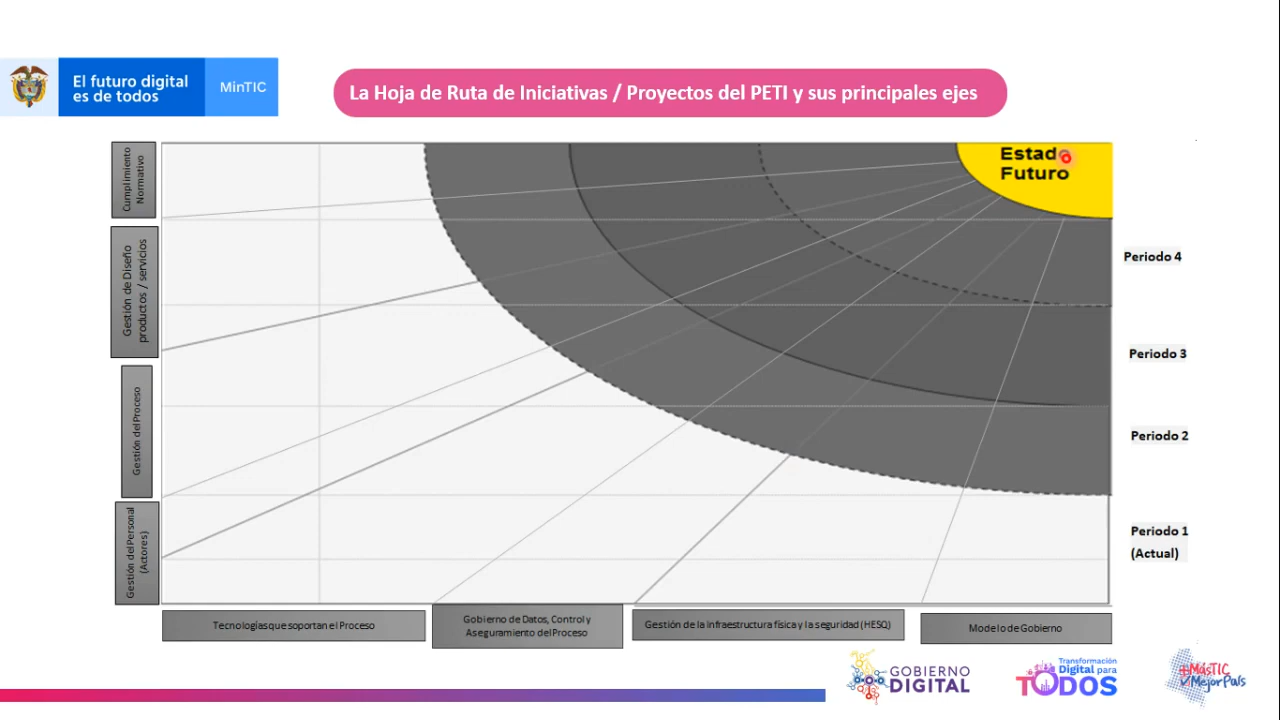 El futuro digital
es de todos
MinTIC
La Hoja de Ruta de Iniciativas / Proyectos del PETI y sus principales ejes
Cumplimiento
Normativo
Gestión de Diseño
productos / servicios
Gestión del Proceso
Gestión del Personal
(Actores)
Estado
Futuro
Periodo 4
Periodo 3
Periodo 2
Periodo 1
(Actual)
Tecnologías que soportan el Proceso
Gobierno de Datos, Control y
Aseguramiento del Proceso
Gestión de la infraestructura física y la seguridad (HESQ)
Modelo de Gobierno
GOBIERNO
DIGITAL
Transformación
Digital para
TODOS
+MásTIC
MejorPaís